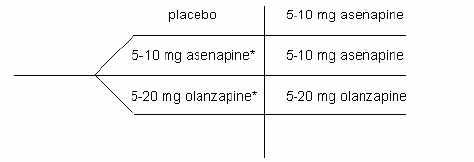 placebo 5-10 mg asenapine
5-10 mg asenapine* 5-10 mg asenapine
5-20 mg olanzapine* 5-20 mg olanzapine